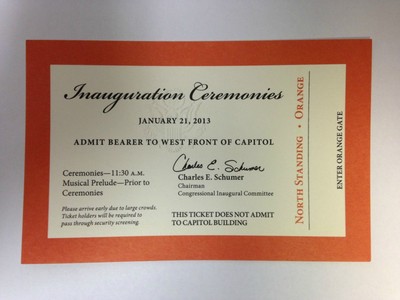 Inauguration Ceremonies
JANUARY 21, 2013
ADMIT BEARER TO WEST FRONT OF CAPITOL
Ceremonies—11:30 A.M.
Musical Prelude—Prior to
Ceremonies
Please arrive early due to large crowds.
Ticket holders will be required to
pass through security screening.
Charles E. Schumer
Charles E. Schumer
Chairman
Congressional Inaugural Committee
THIS TICKET DOES NOT ADMIT
TO CAPITOL BUILDING
NORTH STANDING • ORANGE
ENTER ORANGE GATE